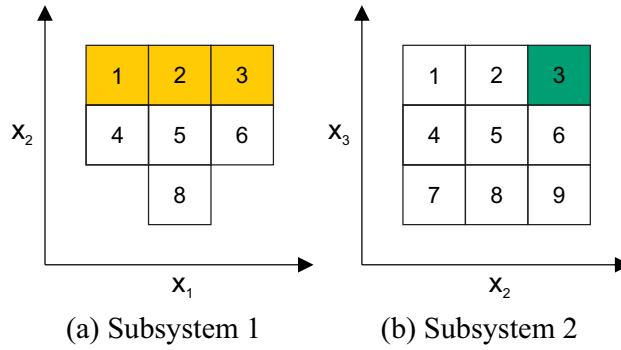 1 2 3
4 5 6
8
x₂
x₁
(a) Subsystem 1
1 2 3
4 5 6
7 8 9
x₃
x₂
(b) Subsystem 2